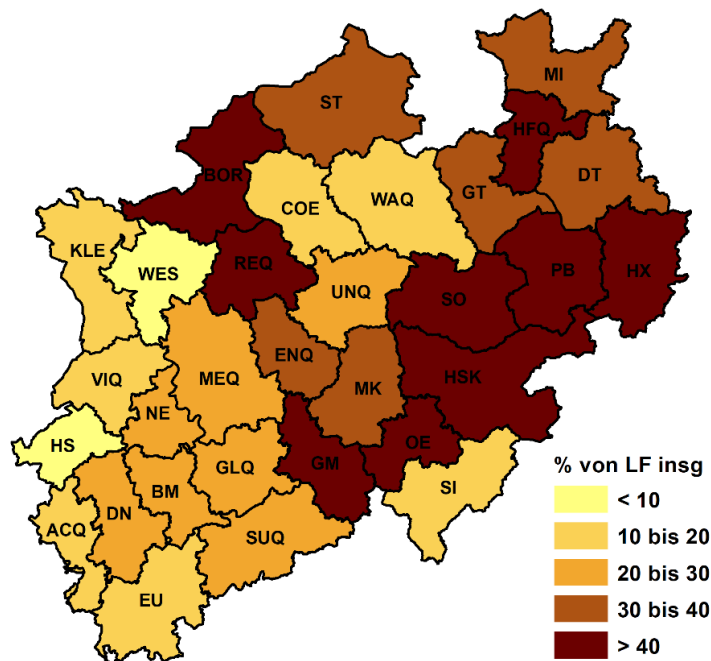 MI
ST
HFQ
BOR
DT
GT
COE
WAQ
KLE
WES
REQ
PB
HX
UNQ
SO
ENQ
VIQ
MEQ
HSK
MK
NE
HS
OE
GLQ
GM
% von LF insg
SI
BM
< 10
DN
ACQ
10 bis 20
SUQ
20 bis 30
EU
30 bis 40
> 40